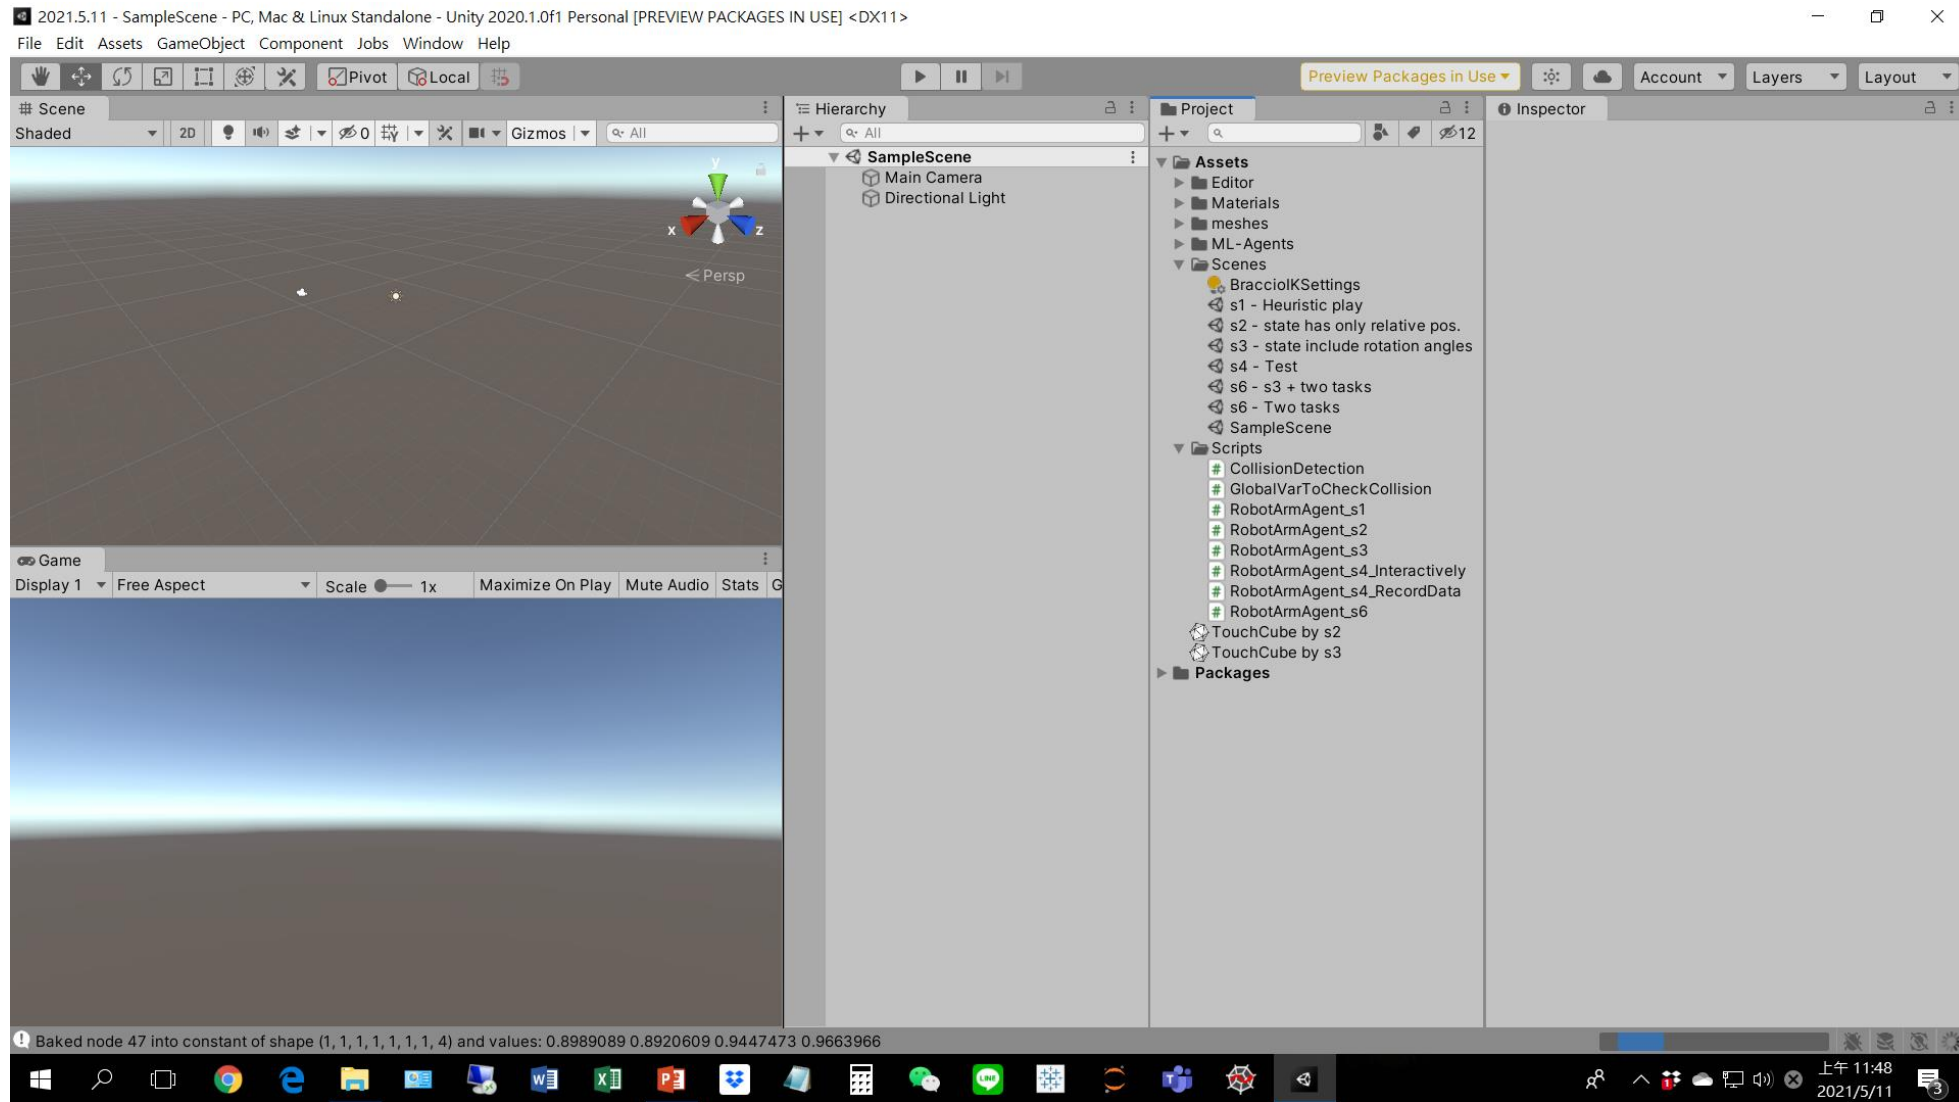 2021.5.11 - SampleScene - PC, Mac & Linux Standalone - Unity 2020.1.0f1 Personal [PREVIEW PACKAGES IN USE] <DX11>
File Edit Assets GameObject Component Jobs Window Help
Pivot Local Preview Packages in Use Account Layers Layout
Scene
Shaded 2D 0 Gizmos All
y
x
z
Persp
Game
Display 1 Free Aspect Scale 1x Maximize On Play Mute Audio Stats G
Hierarchy
All
SampleScene
Main Camera
Directional Light
Project
12
Assets
Editor
Materials
meshes
ML-Agents
Scenes
BraccioIKSettings
s1 - Heuristic play
s2 - state has only relative pos.
s3 - state include rotation angles
s4 - Test
s6 - s3 + two tasks
s6 - Two tasks
SampleScene
Scripts
CollisionDetection
GlobalVarToCheckCollision
RobotArmAgent_s1
RobotArmAgent_s2
RobotArmAgent_s3
RobotArmAgent_s4_Interactively
RobotArmAgent_s4_RecordData
RobotArmAgent_s6
TouchCube by s2
TouchCube by s3
Packages
Inspector
Baked node 47 into constant of shape (1, 1, 1, 1, 1, 1, 1, 4) and values: 0.8989089 0.8920609 0.9447473 0.9663966
上午 11:48
2021/5/11
3